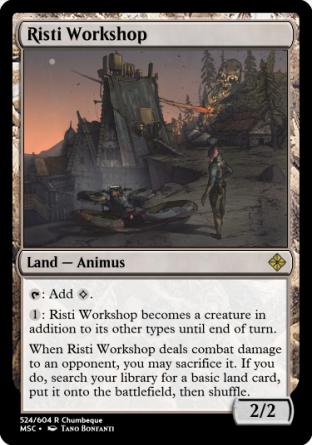 Risti Workshop
Land — Animus
: Add .
1: Risti Workshop becomes a creature in
addition to its other types until end of turn.
When Risti Workshop deals combat damage
to an opponent, you may sacrifice it. If you
do, search your library for a basic land card,
put it onto the battlefield, then shuffle.
2/2
524/604 R Chumbeque
MSC • Tano Bonfanti